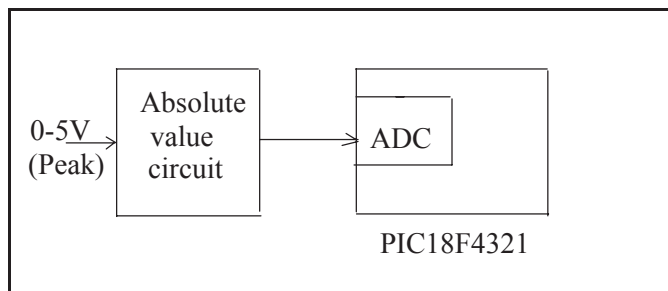 0-5V
(Peak)
Absolute
value
circuit
ADC
PIC18F4321